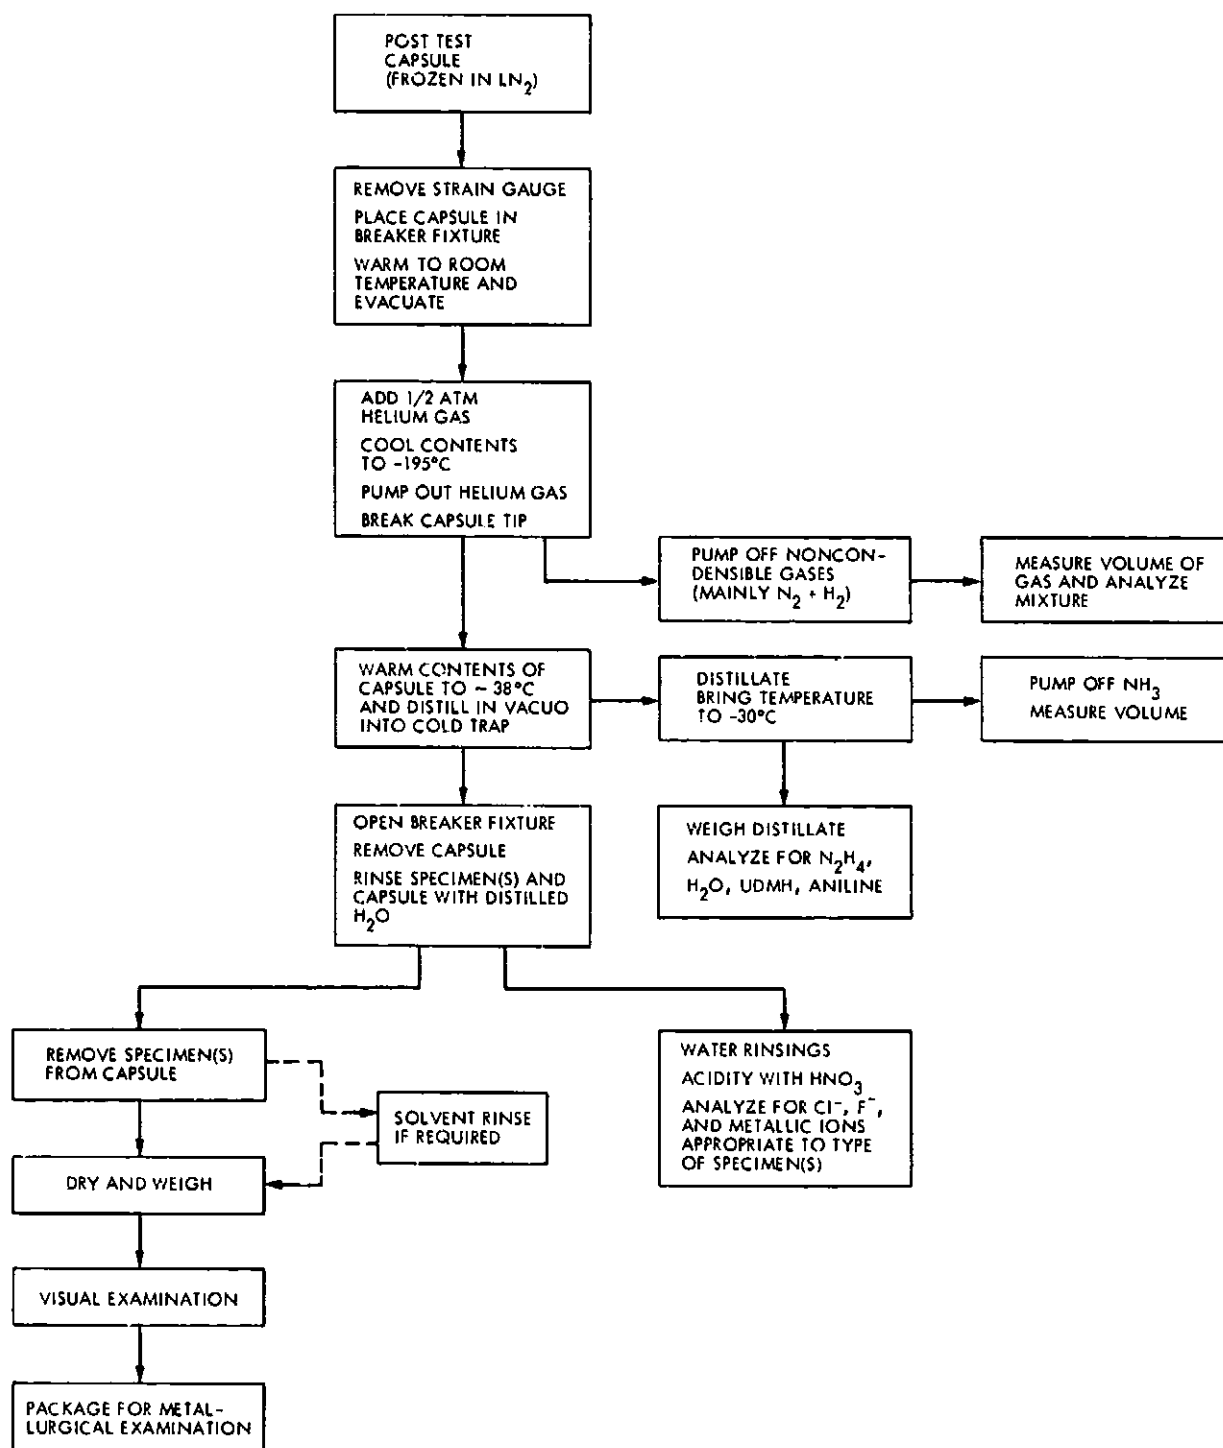 POST TEST
CAPSULE
(FROZEN IN LN2)
REMOVE STRAIN GAUGE
PLACE CAPSULE IN
BREAKER FIXTURE
WARM TO ROOM
TEMPERATURE AND
EVACUATE
ADD 1/2 ATM
HELIUM GAS
COOL CONTENTS
TO -195°C
PUMP OUT HELIUM GAS
BREAK CAPSULE TIP
PUMP OFF NONCON-
DENSIBLE GASES
(MAINLY N2 + H2)
MEASURE VOLUME OF
GAS AND ANALYZE
MIXTURE
WARM CONTENTS OF
CAPSULE TO ~ 38°C
AND DISTILL IN VACUO
INTO COLD TRAP
DISTILLATE
BRING TEMPERATURE
TO -30°C
PUMP OFF NH3
MEASURE VOLUME
OPEN BREAKER FIXTURE
REMOVE CAPSULE
RINSE SPECIMEN(S) AND
CAPSULE WITH DISTILLED
H2O
WEIGH DISTILLATE
ANALYZE FOR N2H4,
H2O, UDMH, ANILINE
REMOVE SPECIMEN(S)
FROM CAPSULE
SOLVENT RINSE
IF REQUIRED
WATER RINSINGS
ACIDITY WITH HNO3
ANALYZE FOR Cl-, F-,
AND METALLIC IONS
APPROPRIATE TO TYPE
OF SPECIMEN(S)
DRY AND WEIGH
VISUAL EXAMINATION
PACKAGE FOR METAL-
LURGICAL EXAMINATION